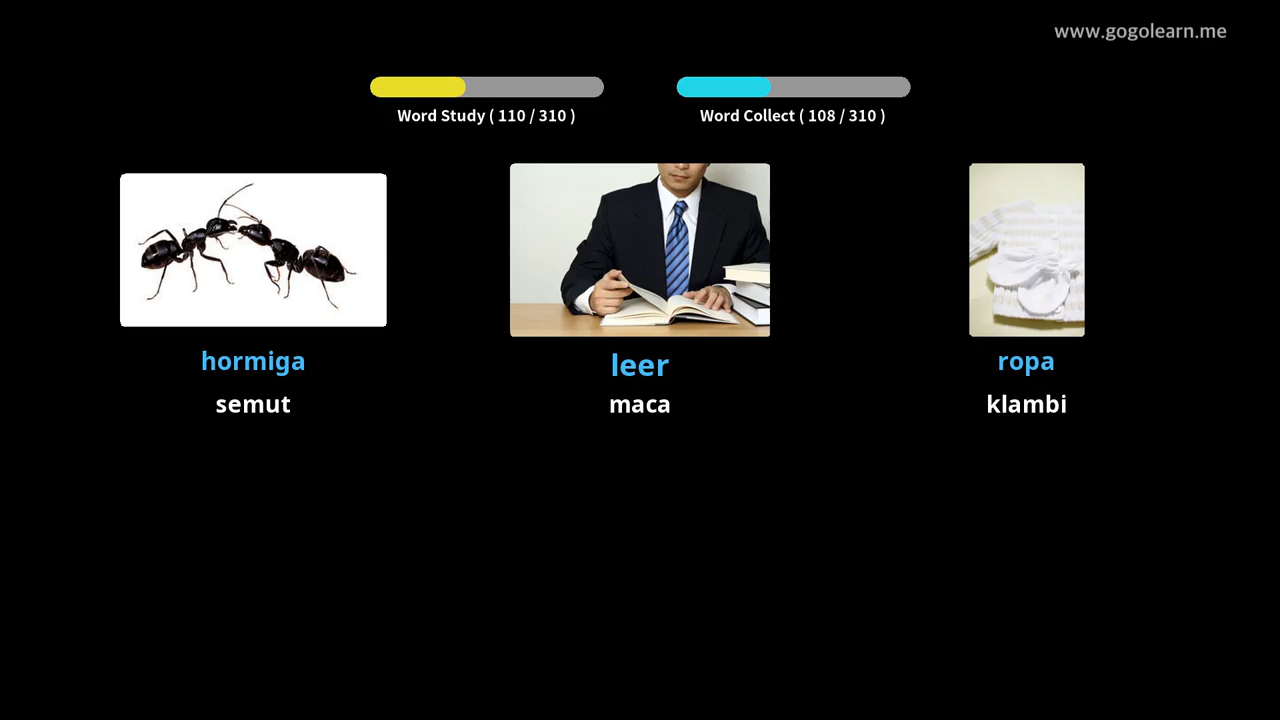 www.gogolearn.me
Word Study ( 110 / 310 )
Word Collect ( 108 / 310 )
hormiga
semut
leer
maca
ropa
klambi